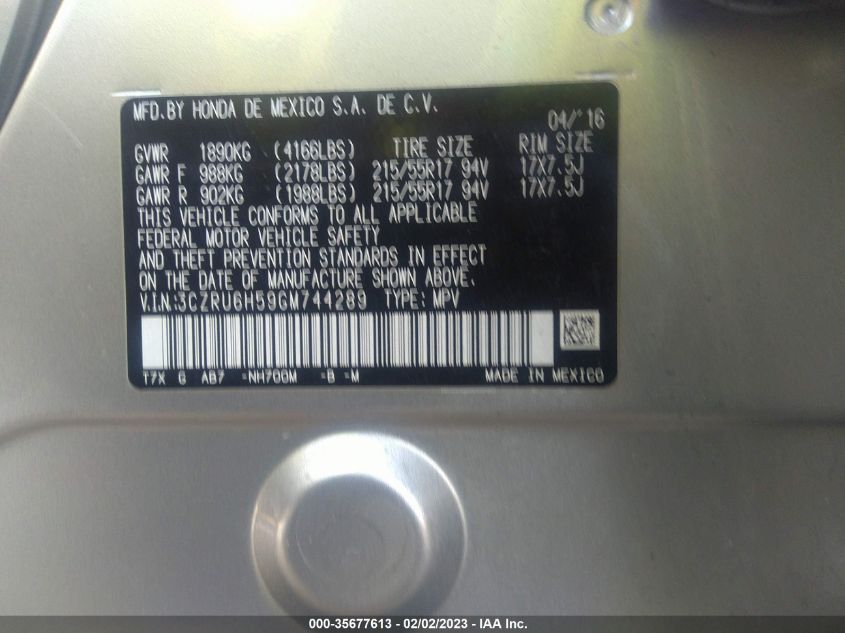 MFD.BY HONDA DE MEXICO S.A. DE C.V.
04/'16
GVWR 1890KG (4166LBS) TIRE SIZE RIM SIZE
GAWR F 988KG (2178LBS) 215/55R17 94V 17X7.5J
GAWR R 902KG (1988LBS) 215/55R17 94V 17X7.5J
THIS VEHICLE CONFORMS TO ALL APPLICABLE
FEDERAL MOTOR VEHICLE SAFETY
AND THEFT PREVENTION STANDARDS IN EFFECT
ON THE DATE OF MANUFACTURE SHOWN ABOVE.
V.I.N:3CZRU6H59GM744289 TYPE: MPV
T7X G AB7 -NH700M -B -M MADE IN MEXICO
000-35677613 - 02/02/2023 - IAA Inc.